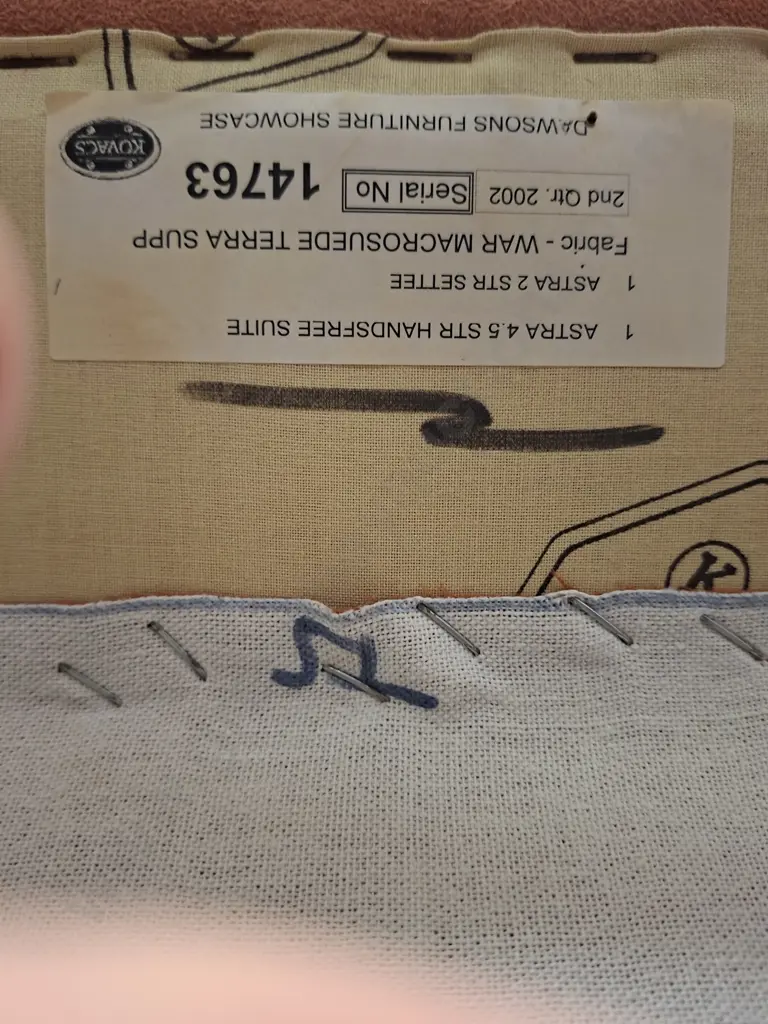 1 ASTRA 4.5 STR HANDSFREE SUITE
1 ASTRA 2 STR SETTEE
Fabric - WAR MACROSUEDE TERRA SUPP
2nd Qtr. 2002 Serial No 14763
DAWSONS FURNITURE SHOWCASE
KOVACS
K